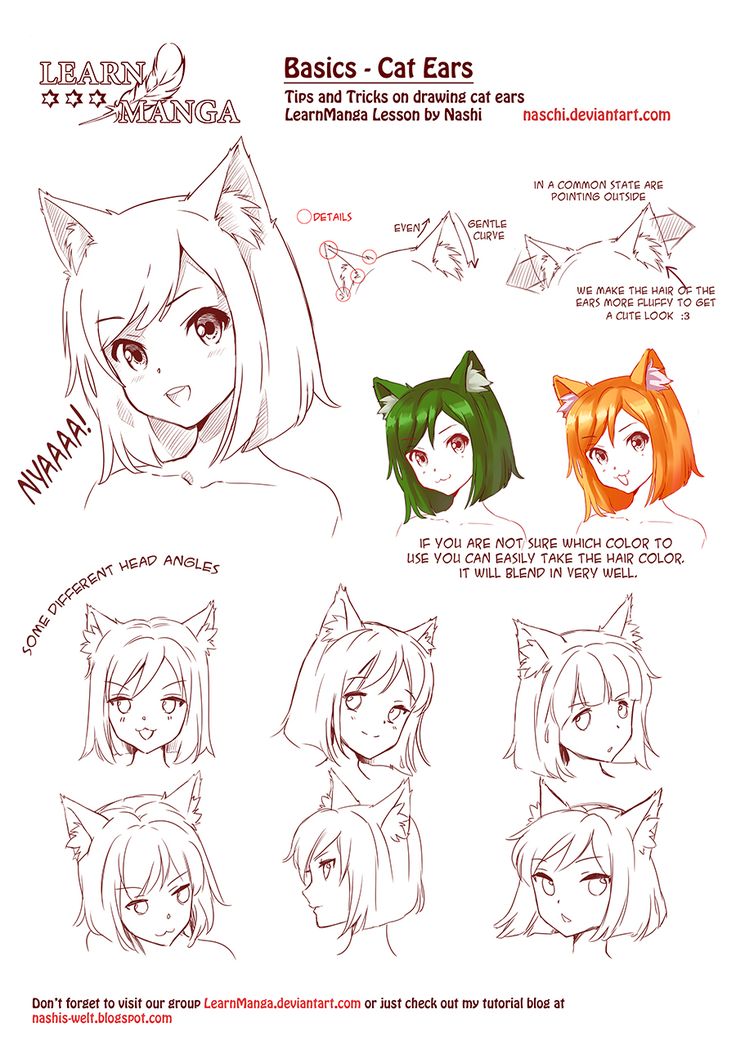 LEARN
MANGA
Basics - Cat Ears
Tips and Tricks on drawing cat ears
LearnManga Lesson by Nashi
naschi.deviantart.com
DETAILS
EVEN
GENTLE
CURVE
IN A COMMON STATE ARE
POINTING OUTSIDE
WE MAKE THE HAIR OF THE
EARS MORE FLUFFY TO GET
A CUTE LOOK :3
NYAAAA!
IF YOU ARE NOT SURE WHICH COLOR TO
USE YOU CAN EASILY TAKE THE HAIR COLOR.
IT WILL BLEND IN VERY WELL.
SOME DIFFERENT HEAD ANGLES
Don't forget to visit our group LearnManga.deviantart.com or just check out my tutorial blog at
nashis-welt.blogspot.com